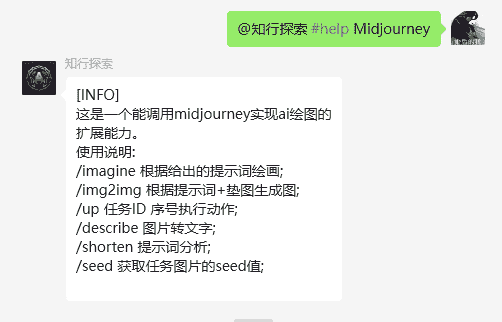 @知行探索 #help Midjourney
知行探索
[INFO]
这是一个能调用midjourney实现ai绘图的
扩展能力。
使用说明:
/imagine 根据给出的提示词绘画;
/img2img 根据提示词+垫图生成图;
/up 任务ID 序号执行动作;
/describe 图片转文字;
/shorten 提示词分析;
/seed 获取任务图片的seed值;